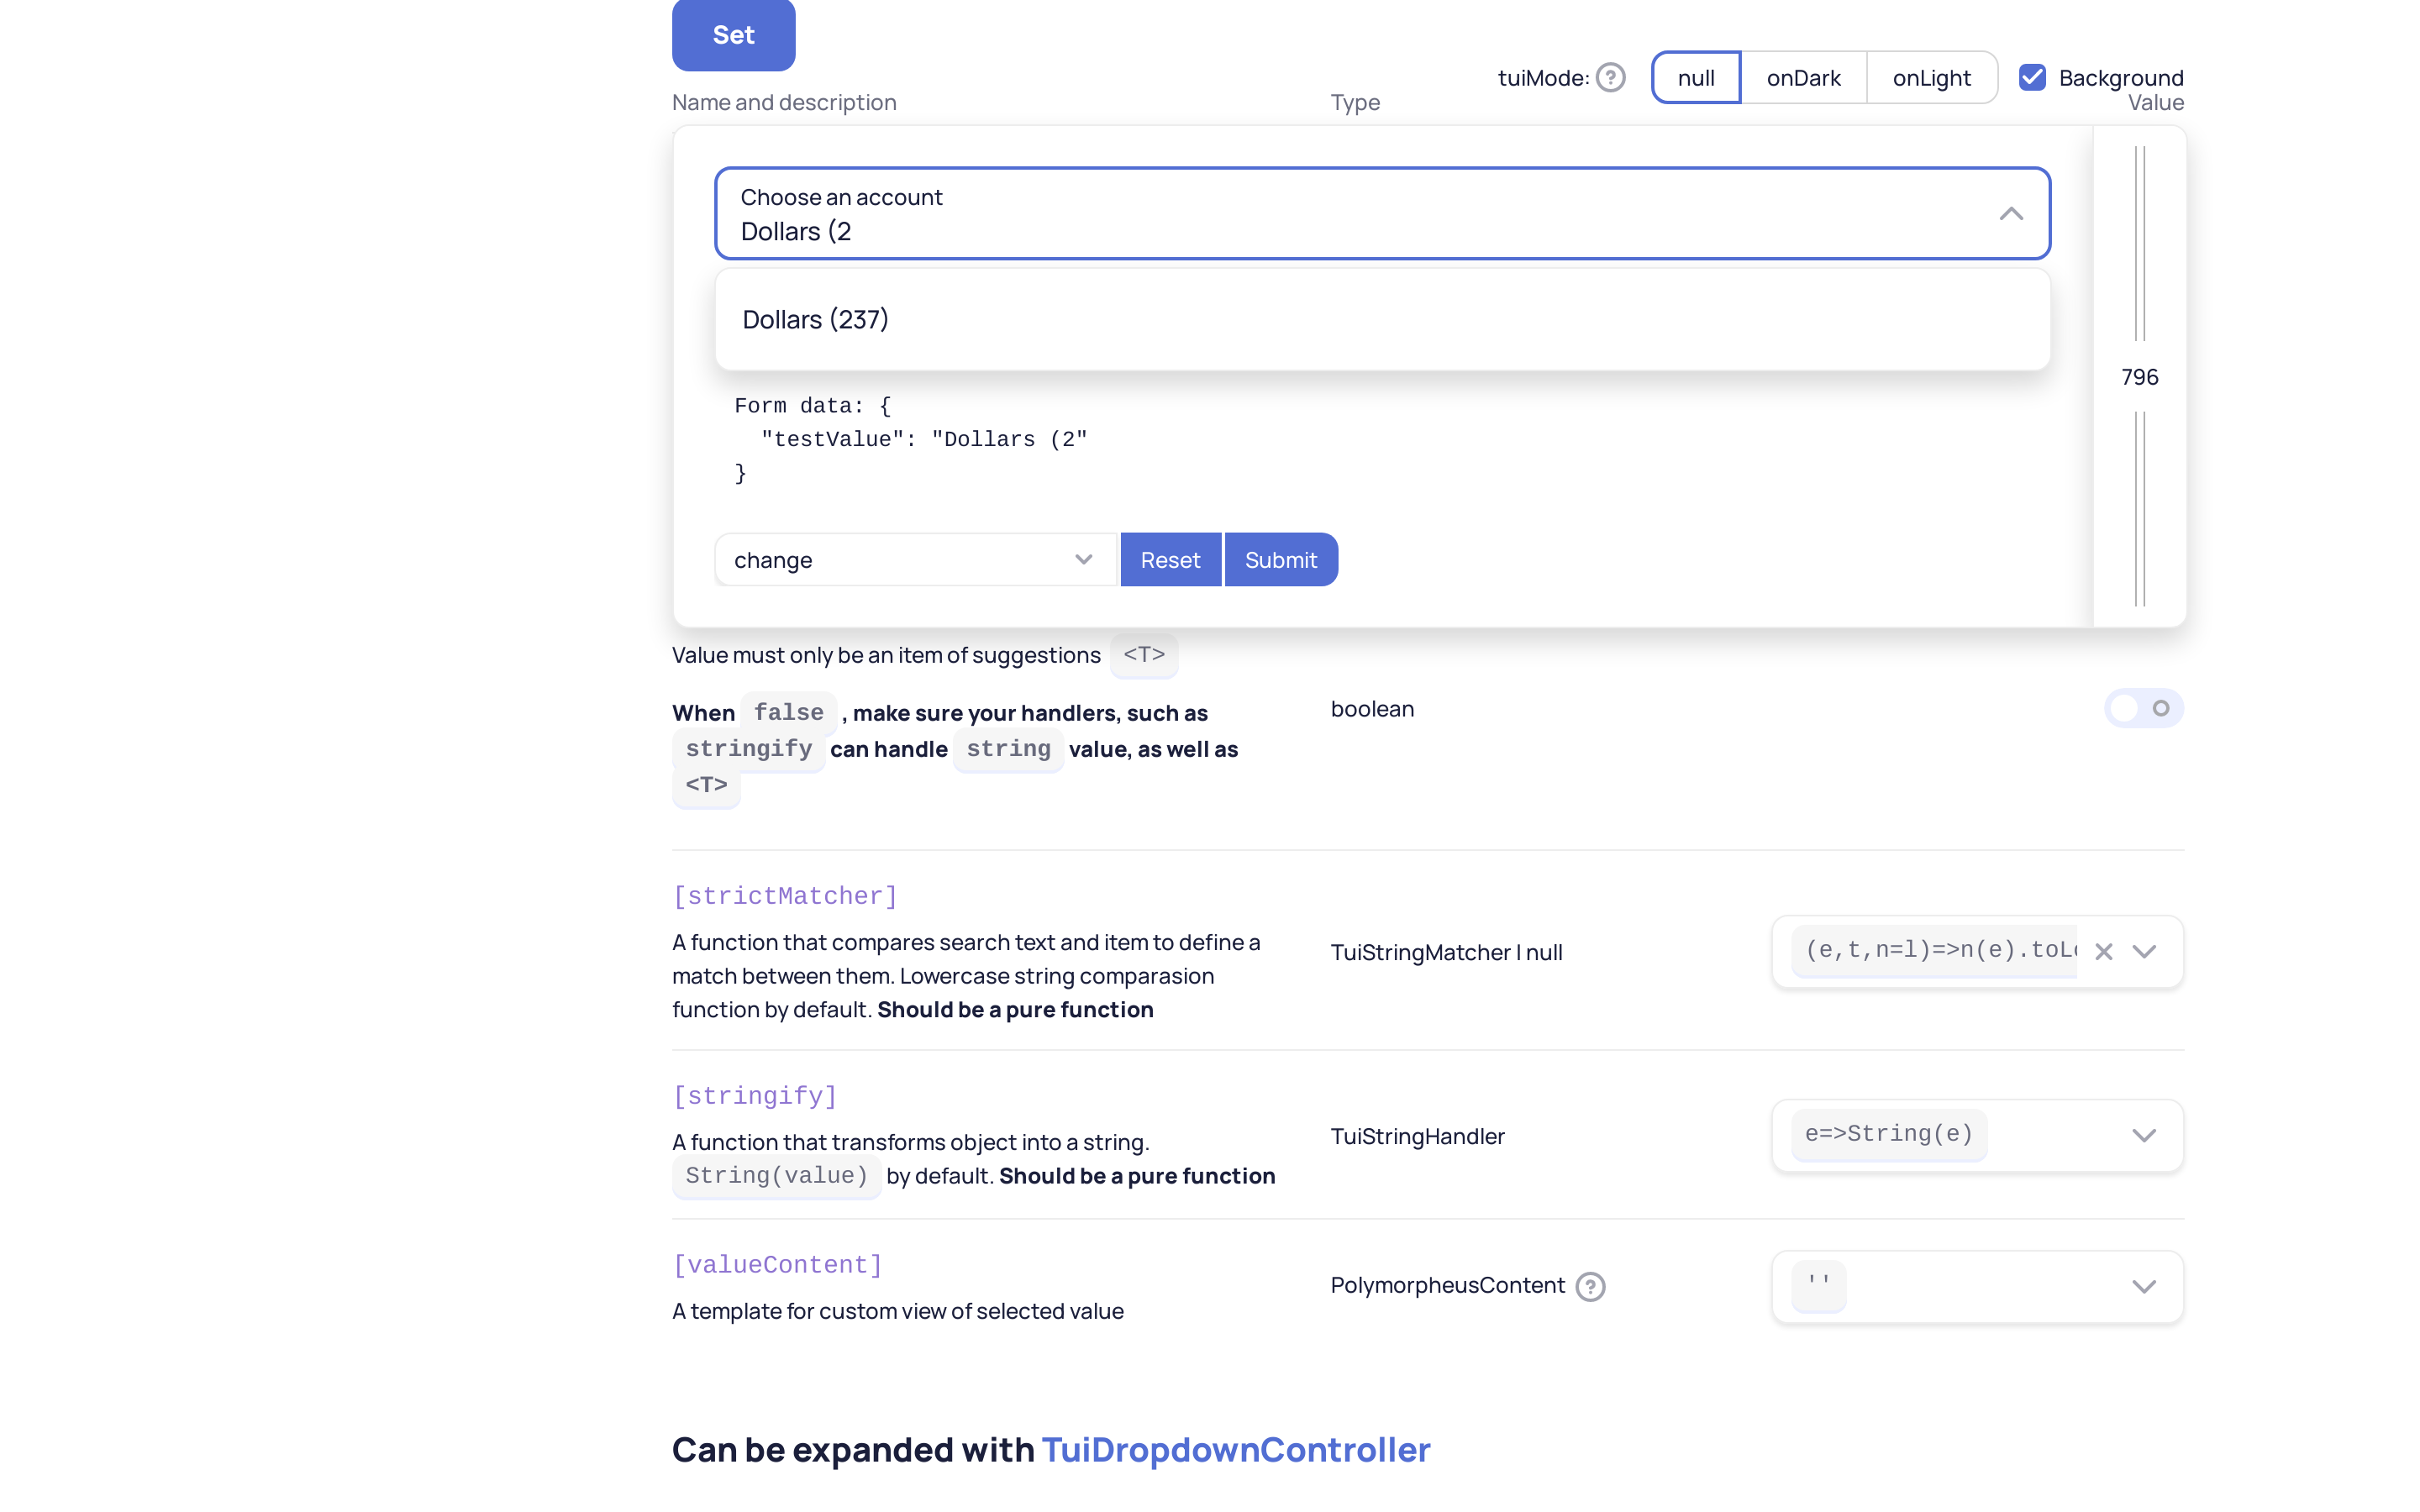 Set
tuiMode: ? null onDark onLight Background
Name and description Type Value
Choose an account
Dollars (2
Dollars (237)
796
Form data: {
"testValue": "Dollars (2"
}
change Reset Submit
Value must only be an item of suggestions <T>
When false , make sure your handlers, such as
stringify can handle string value, as well as
<T>
boolean
[strictMatcher]
A function that compares search text and item to define a
match between them. Lowercase string comparasion
function by default. Should be a pure function
TuiStringMatcher | null
(e,t,n=l)=>n(e).toLo
[stringify]
A function that transforms object into a string.
String(value) by default. Should be a pure function
TuiStringHandler
e=>String(e)
[valueContent]
A template for custom view of selected value
PolymorpheusContent ?
''
Can be expanded with TuiDropdownController